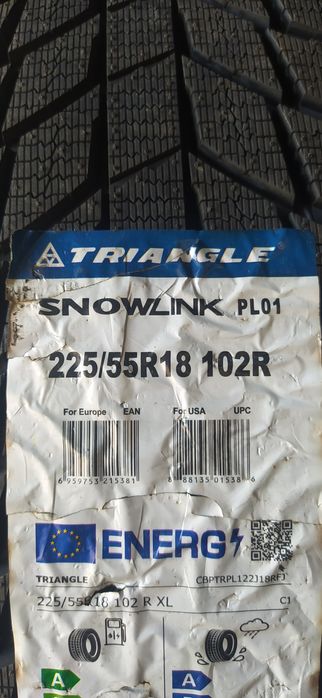 TRIANGLE
SNOWLINK PL01
225/55R18 102R
For Europe EAN For USA UPC
6 959753 215381 8 88135 01538 6
ENERG
TRIANGLE CBPTRPL122J18RFJ
225/55R18 102 R XL C1
A A